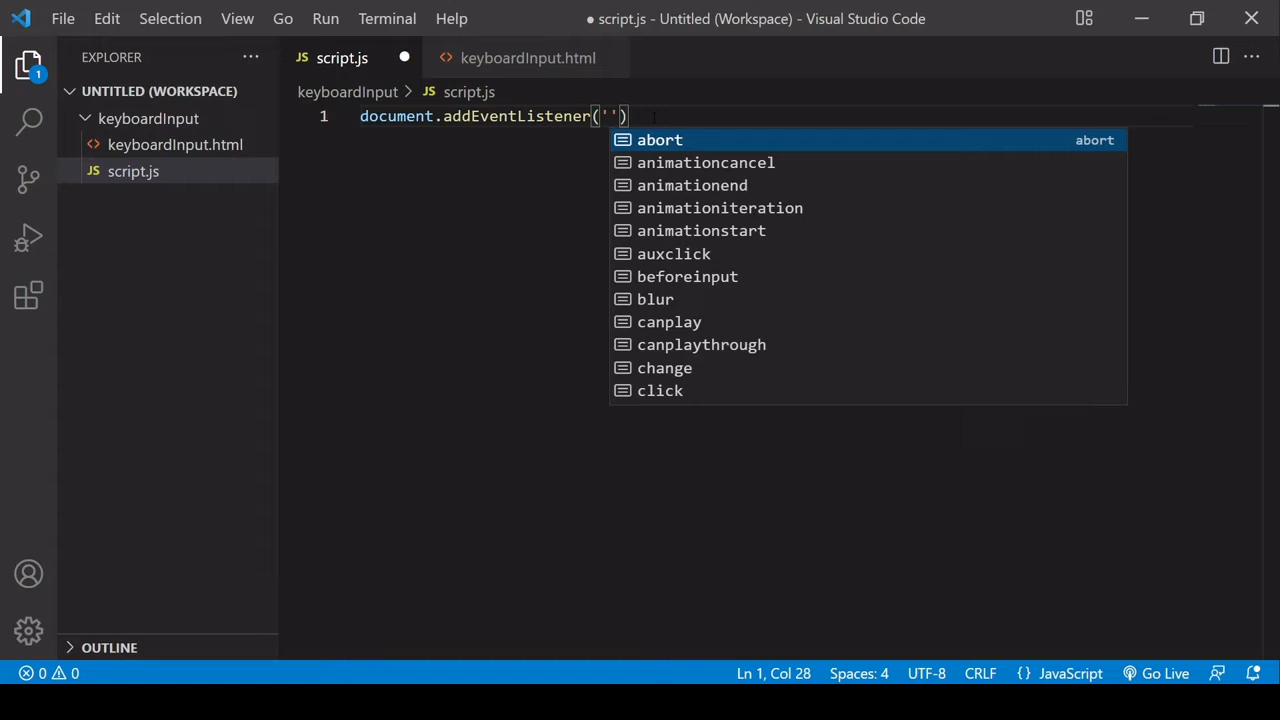 File Edit Selection View Go Run Terminal Help ● script.js - Untitled (Workspace) - Visual Studio Code
EXPLORER ···
JS script.js ● <> keyboardInput.html ···
UNTITLED (WORKSPACE)
keyboardInput
<> keyboardInput.html
JS script.js
keyboardInput > JS script.js
1 document.addEventListener('')
abort abort
animationcancel
animationend
animationiteration
animationstart
auxclick
beforeinput
blur
canplay
canplaythrough
change
click
1
OUTLINE
0 0 Ln 1, Col 28 Spaces: 4 UTF-8 CRLF {} JavaScript Go Live